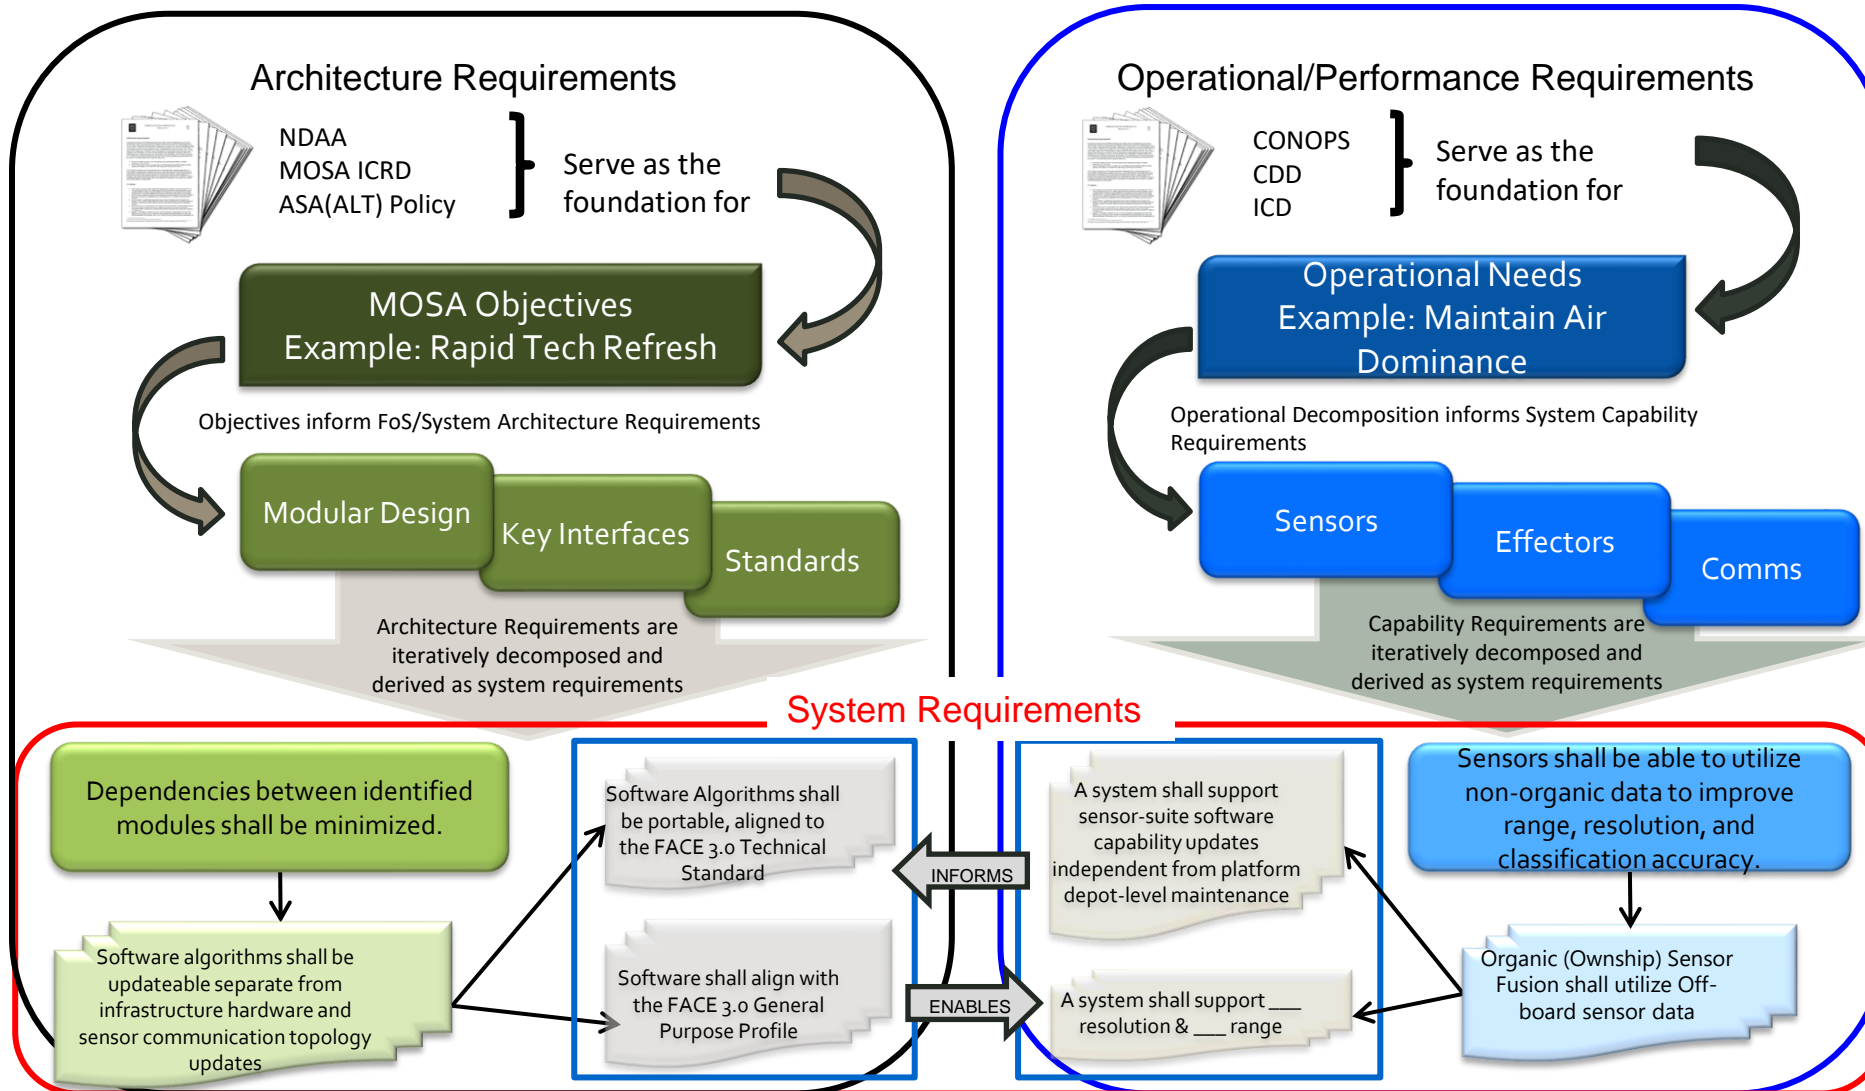 Architecture Requirements
NDAA
MOSA ICRD
ASA(ALT) Policy
Serve as the
foundation for
MOSA Objectives
Example: Rapid Tech Refresh
Objectives inform FoS/System Architecture Requirements
Modular Design
Key Interfaces
Standards
Architecture Requirements are
iteratively decomposed and
derived as system requirements
Operational/Performance Requirements
CONOPS
CDD
ICD
Serve as the
foundation for
Operational Needs
Example: Maintain Air
Dominance
Operational Decomposition informs System Capability
Requirements
Sensors
Effectors
Comms
Capability Requirements are
iteratively decomposed and
derived as system requirements
System Requirements
Dependencies between identified
modules shall be minimized.
Software algorithms shall be
updateable separate from
infrastructure hardware and
sensor communication topology
updates
Software Algorithms shall
be portable, aligned to
the FACE 3.0 Technical
Standard
Software shall align with
the FACE 3.0 General
Purpose Profile
INFORMS
ENABLES
A system shall support
sensor-suite software
capability updates
independent from platform
depot-level maintenance
A system shall support ___
resolution & ___ range
Sensors shall be able to utilize
non-organic data to improve
range, resolution, and
classification accuracy.
Organic (Ownship) Sensor
Fusion shall utilize Off-
board sensor data